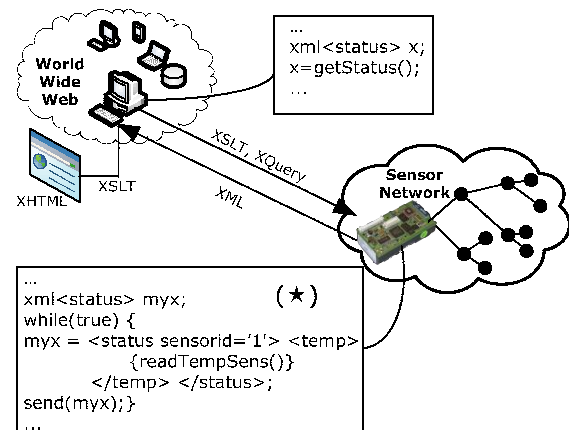 ...
xml<status> x;
x=getStatus();
...
World
Wide
Web
XSLT, XQuery
XML
Sensor
Network
XHTML
XSLT
...
xml<status> myx;
(★)
while(true) {
myx = <status sensorid='1'> <temp>
{readTempSens()}
</temp> </status>;
send(myx);}
...